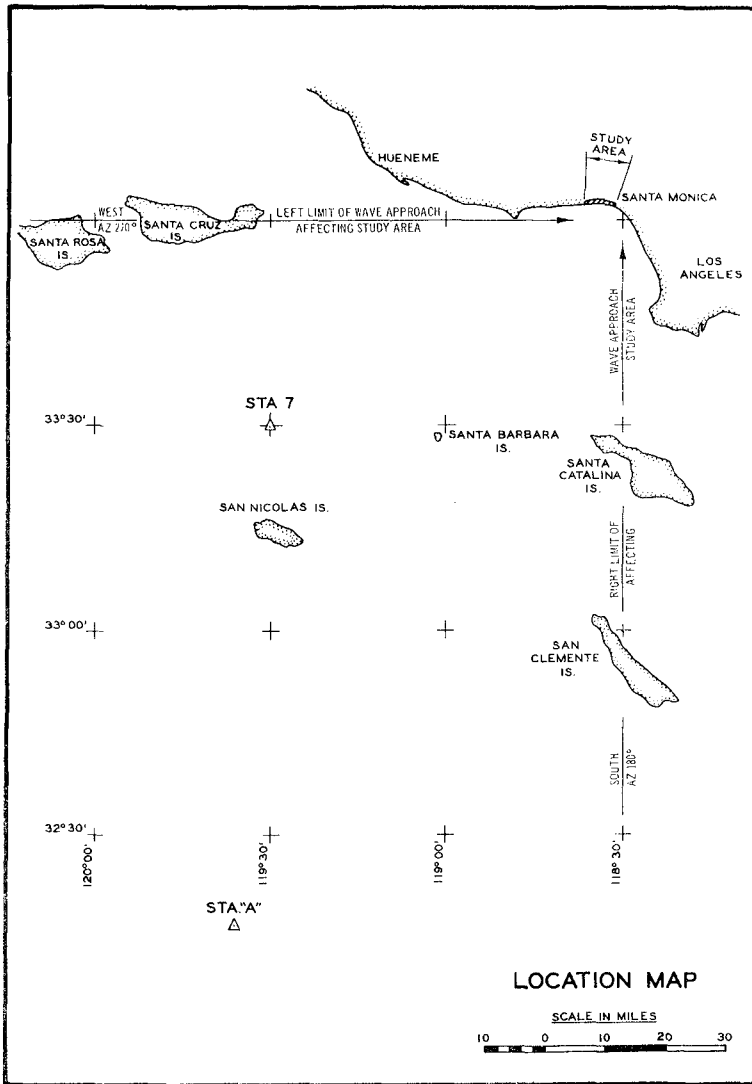 STUDY
AREA
HUENEME
SANTA MONICA
WEST
AZ 270°
LEFT LIMIT OF WAVE APPROACH
AFFECTING STUDY AREA
SANTA CRUZ
IS.
SANTA ROSA
IS.
LOS
ANGELES
WAVE APPROACH
STUDY AREA
STA 7
33°30'
SANTA BARBARA
IS.
SANTA
CATALINA
IS.
SAN NICOLAS IS.
RIGHT LIMIT OF
AFFECTING
33°00'
SAN
CLEMENTE
IS.
SOUTH
AZ 180°
32°30'
120°00'
119°30'
119°00'
118°30'
STA."A"
LOCATION MAP
SCALE IN MILES
10 0 10 20 30